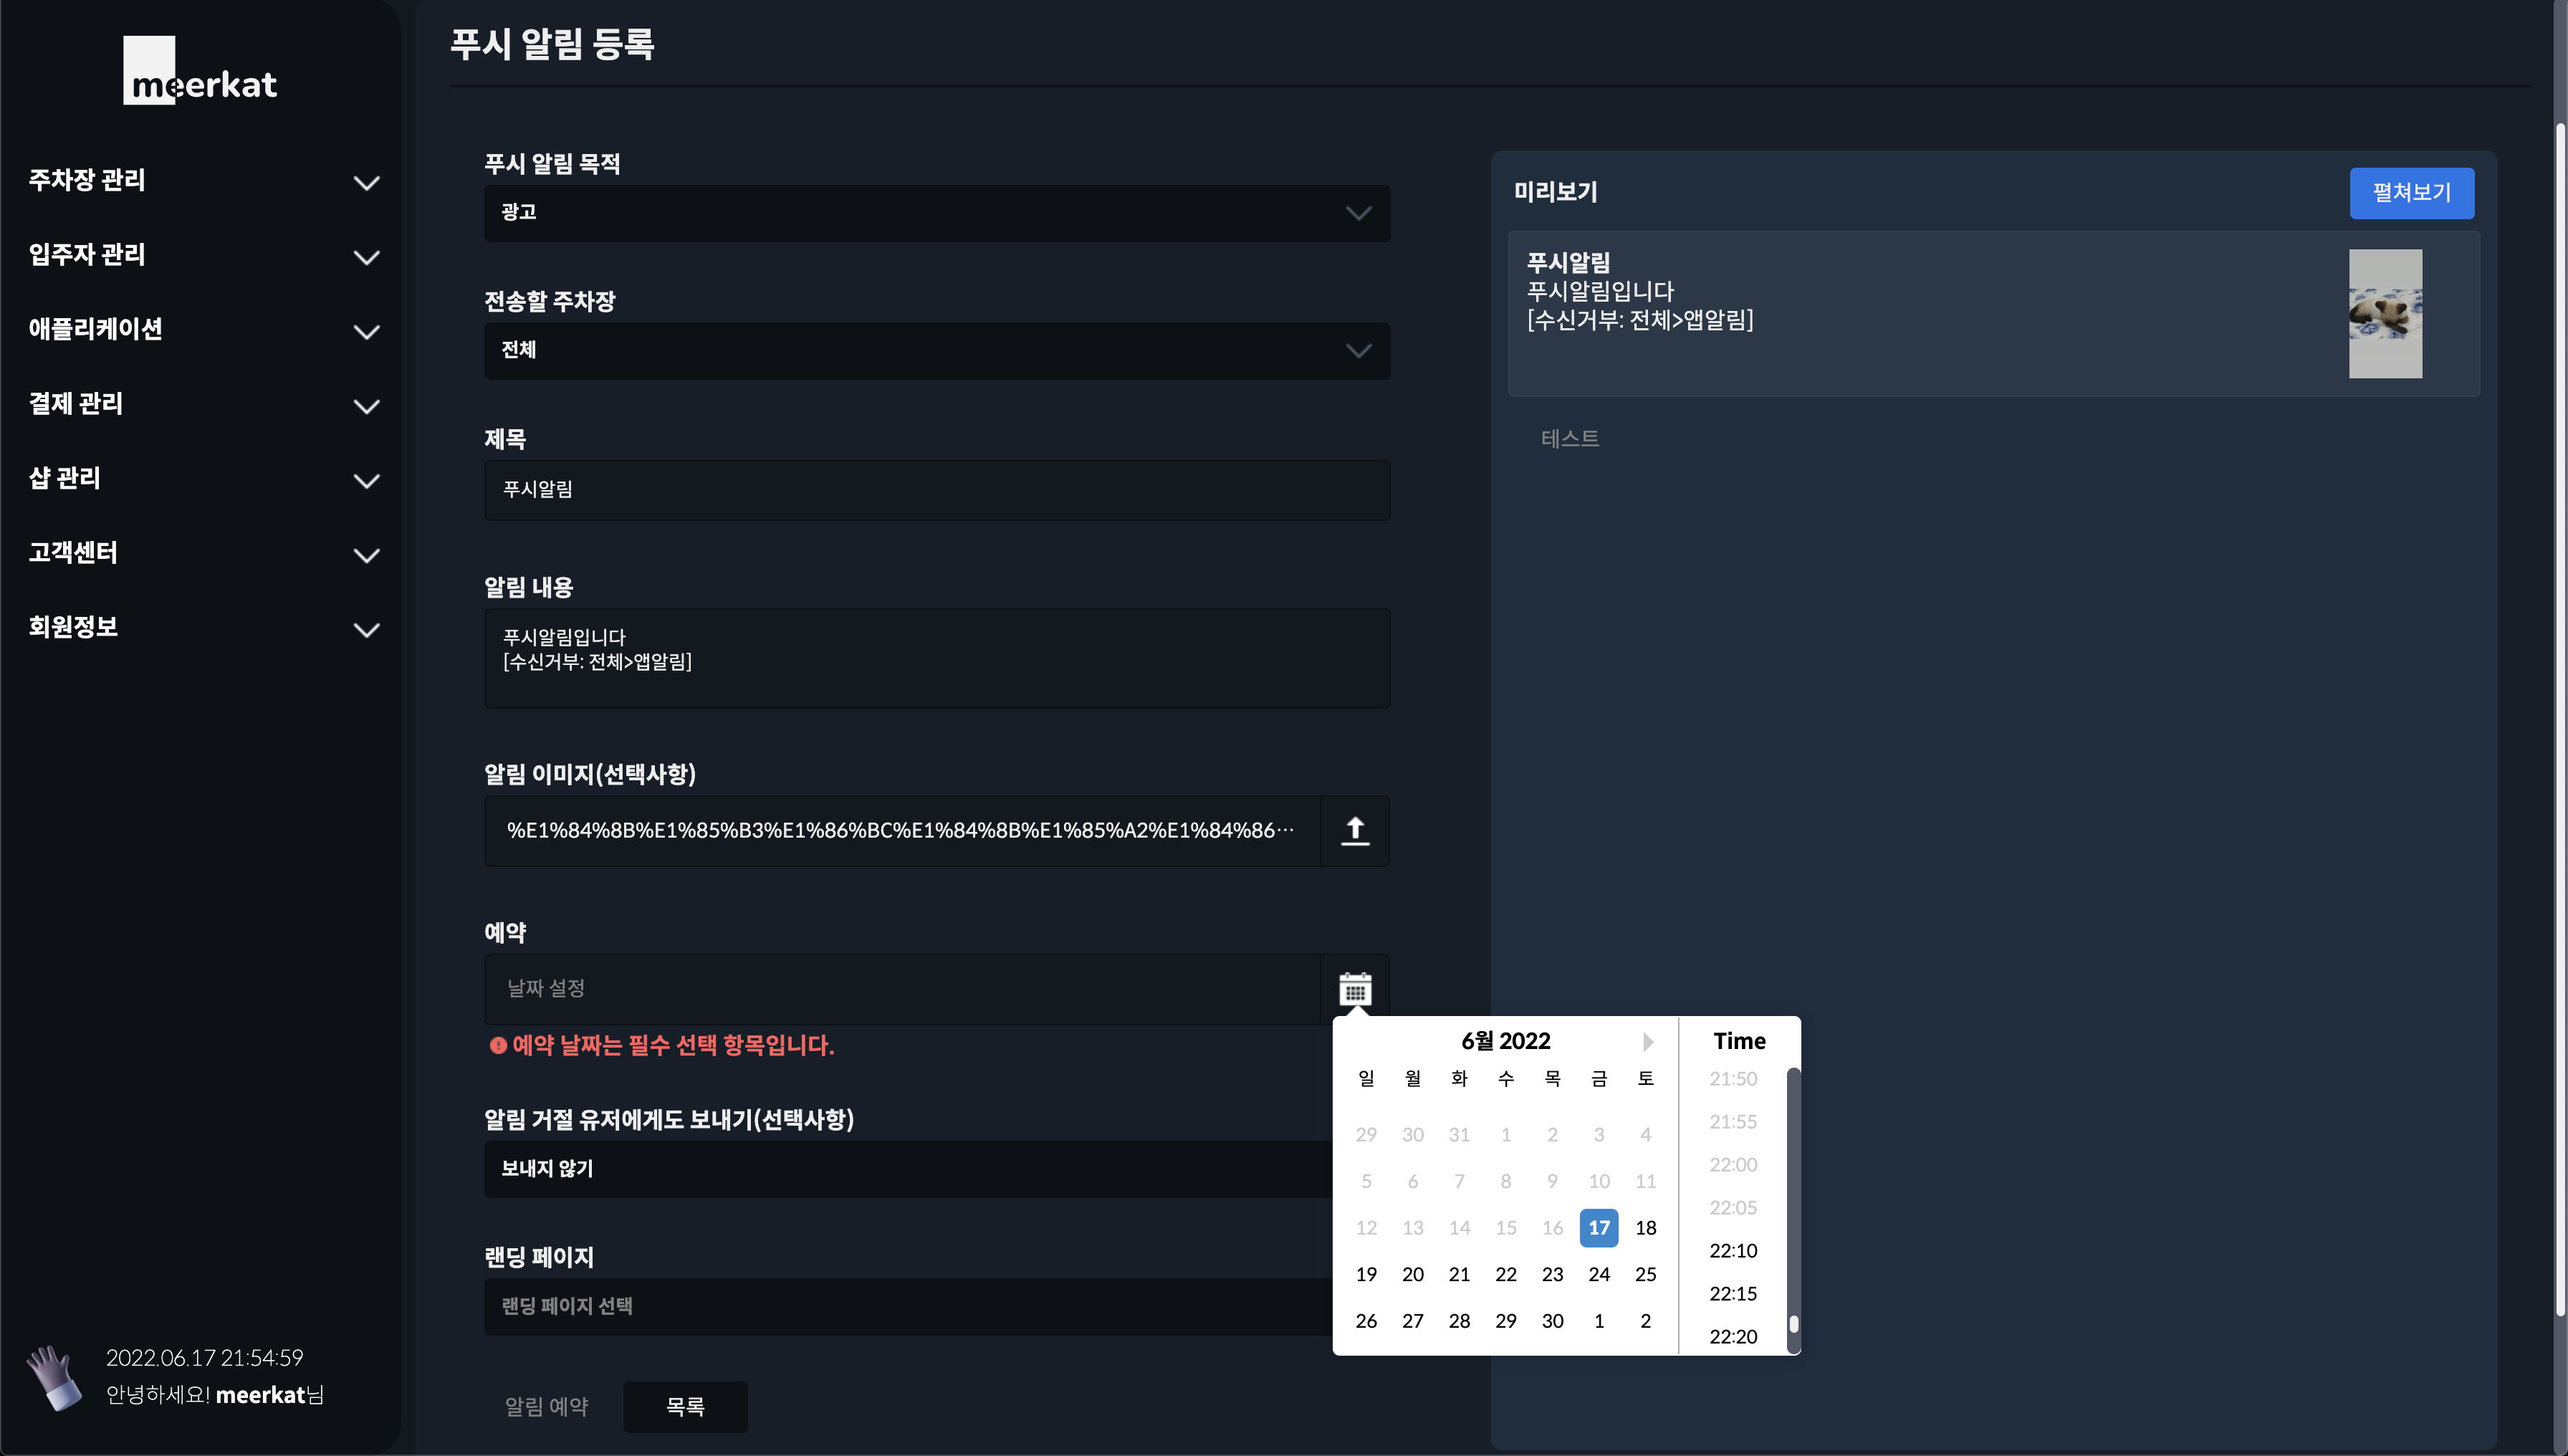 meerkat
주차장 관리
입주자 관리
애플리케이션
결제 관리
샵 관리
고객센터
회원정보
2022.06.17 21:54:59
안녕하세요! meerkat님
푸시 알림 등록
푸시 알림 목적
광고
전송할 주차장
전체
제목
푸시알림
알림 내용
푸시알림입니다
[수신거부: 전체>앱알림]
알림 이미지(선택사항)
%E1%84%8B%E1%85%B3%E1%86%BC%E1%84%8B%E1%85%A2%E1%84%86…
예약
날짜 설정
예약 날짜는 필수 선택 항목입니다.
알림 거절 유저에게도 보내기(선택사항)
보내지 않기
랜딩 페이지
랜딩 페이지 선택
알림 예약 목록
미리보기 펼쳐보기
푸시알림
푸시알림입니다
[수신거부: 전체>앱알림]
테스트
6월 2022
일 월 화 수 목 금 토
29 30 31 1 2 3 4
5 6 7 8 9 10 11
12 13 14 15 16 17 18
19 20 21 22 23 24 25
26 27 28 29 30 1 2
Time
21:50
21:55
22:00
22:05
22:10
22:15
22:20